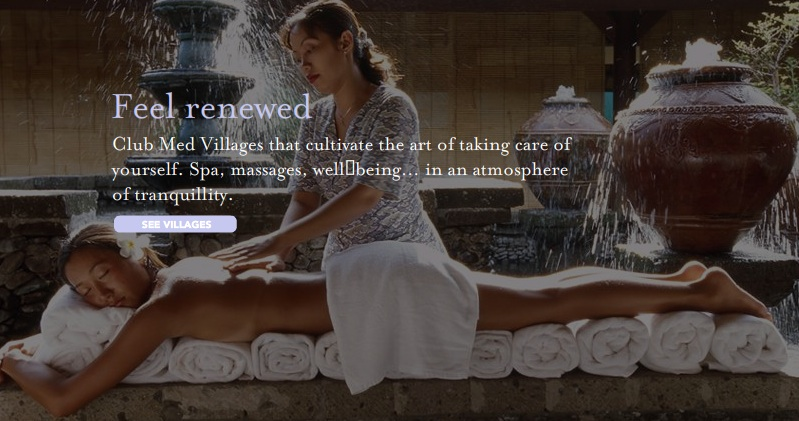 Feel renewed
Club Med Villages that cultivate the art of taking care of
yourself. Spa, massages, well▯being… in an atmosphere
of tranquillity.
SEE VILLAGES